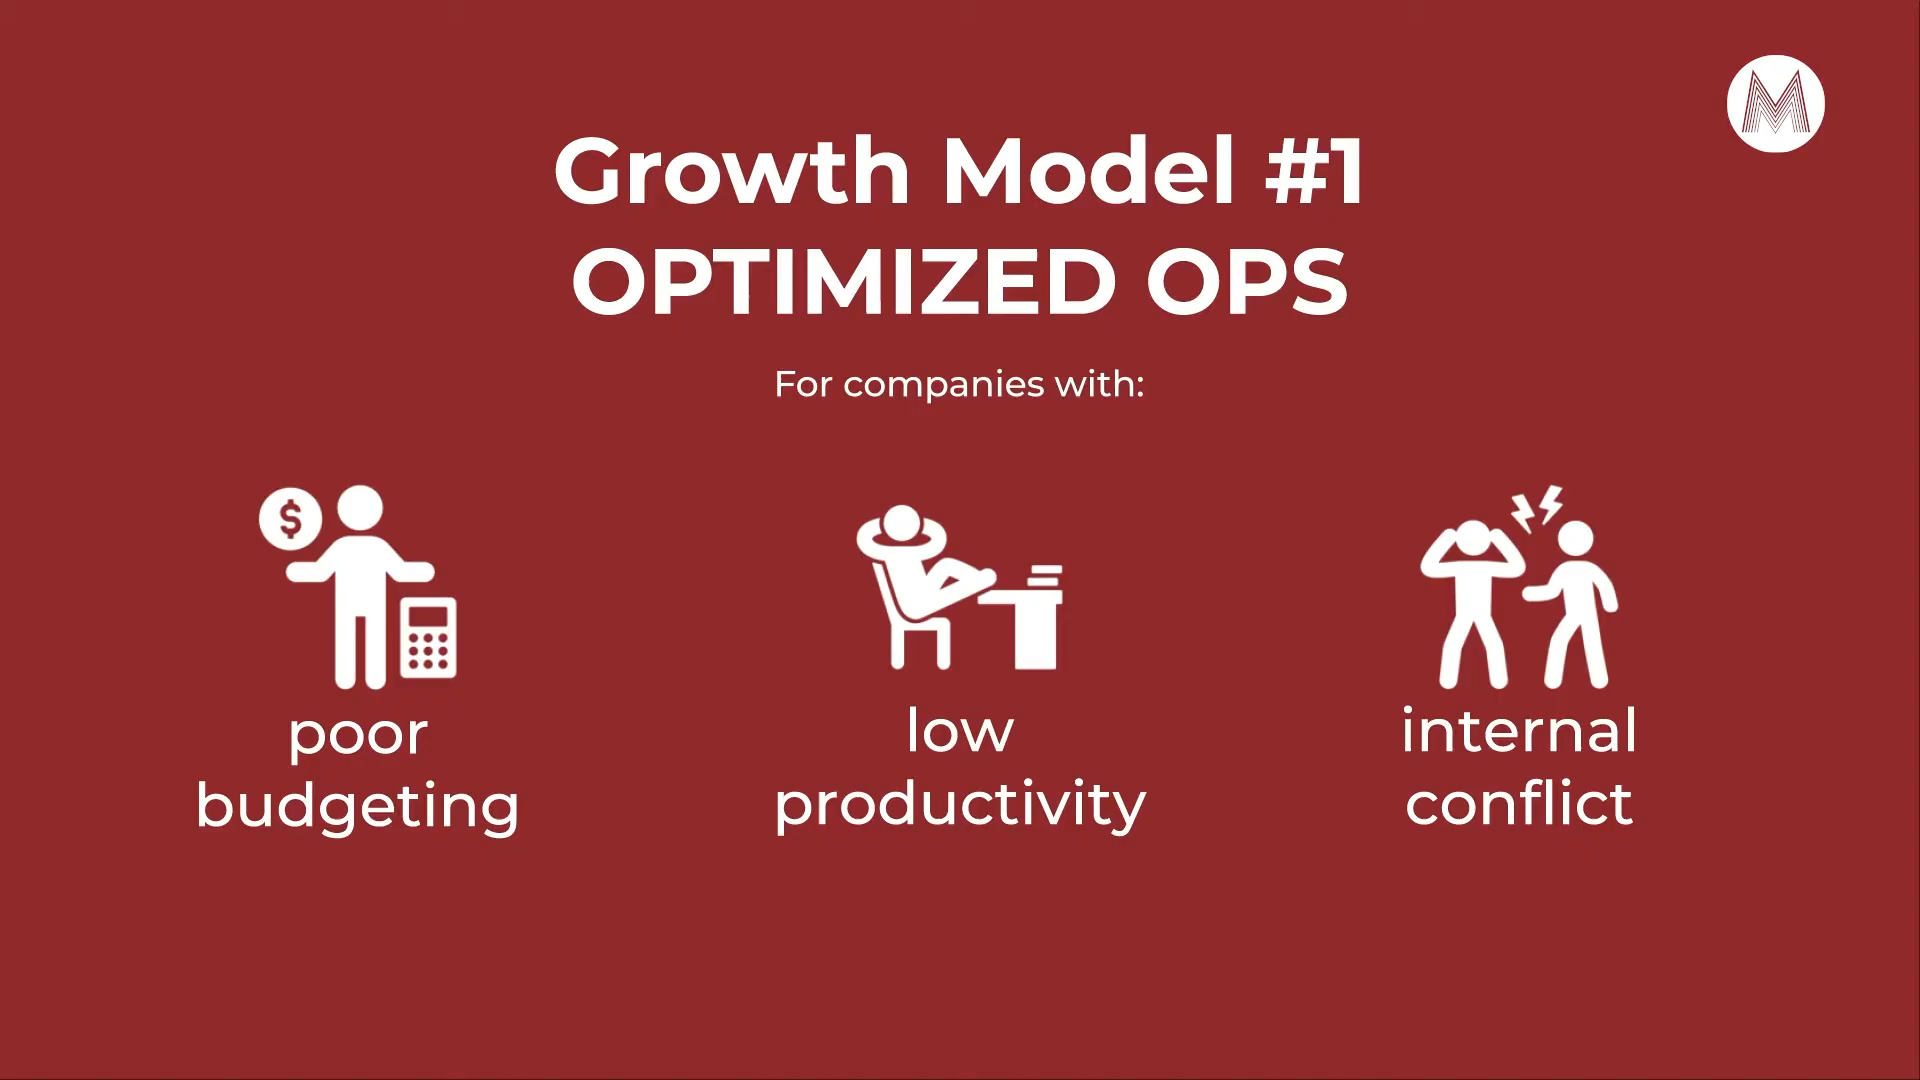 M
Growth Model #1
OPTIMIZED OPS
For companies with:
$
poor
budgeting
low
productivity
internal
conflict